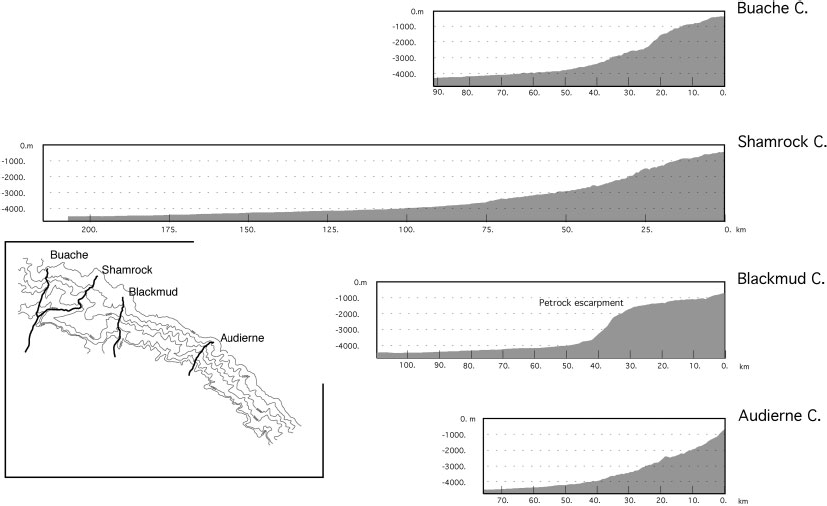 Buache C.
0.m
-1000.
-2000.
-3000.
-4000.
90. 80. 70. 60. 50. 40. 30. 20. 10. 0.
Shamrock C.
0.m
-1000.
-2000.
-3000.
-4000.
200. 175. 150. 125. 100. 75. 50. 25. 0. km
Buache
Shamrock
Blackmud
Audierne
Blackmud C.
0.m
-1000.
-2000.
-3000.
-4000.
Petrock escarpment
100. 90. 80. 70. 60. 50. 40. 30. 20. 10. 0. km
Audierne C.
0. m
-1000.
-2000.
-3000.
-4000.
70. 60. 50. 40. 30. 20. 10. 0. km